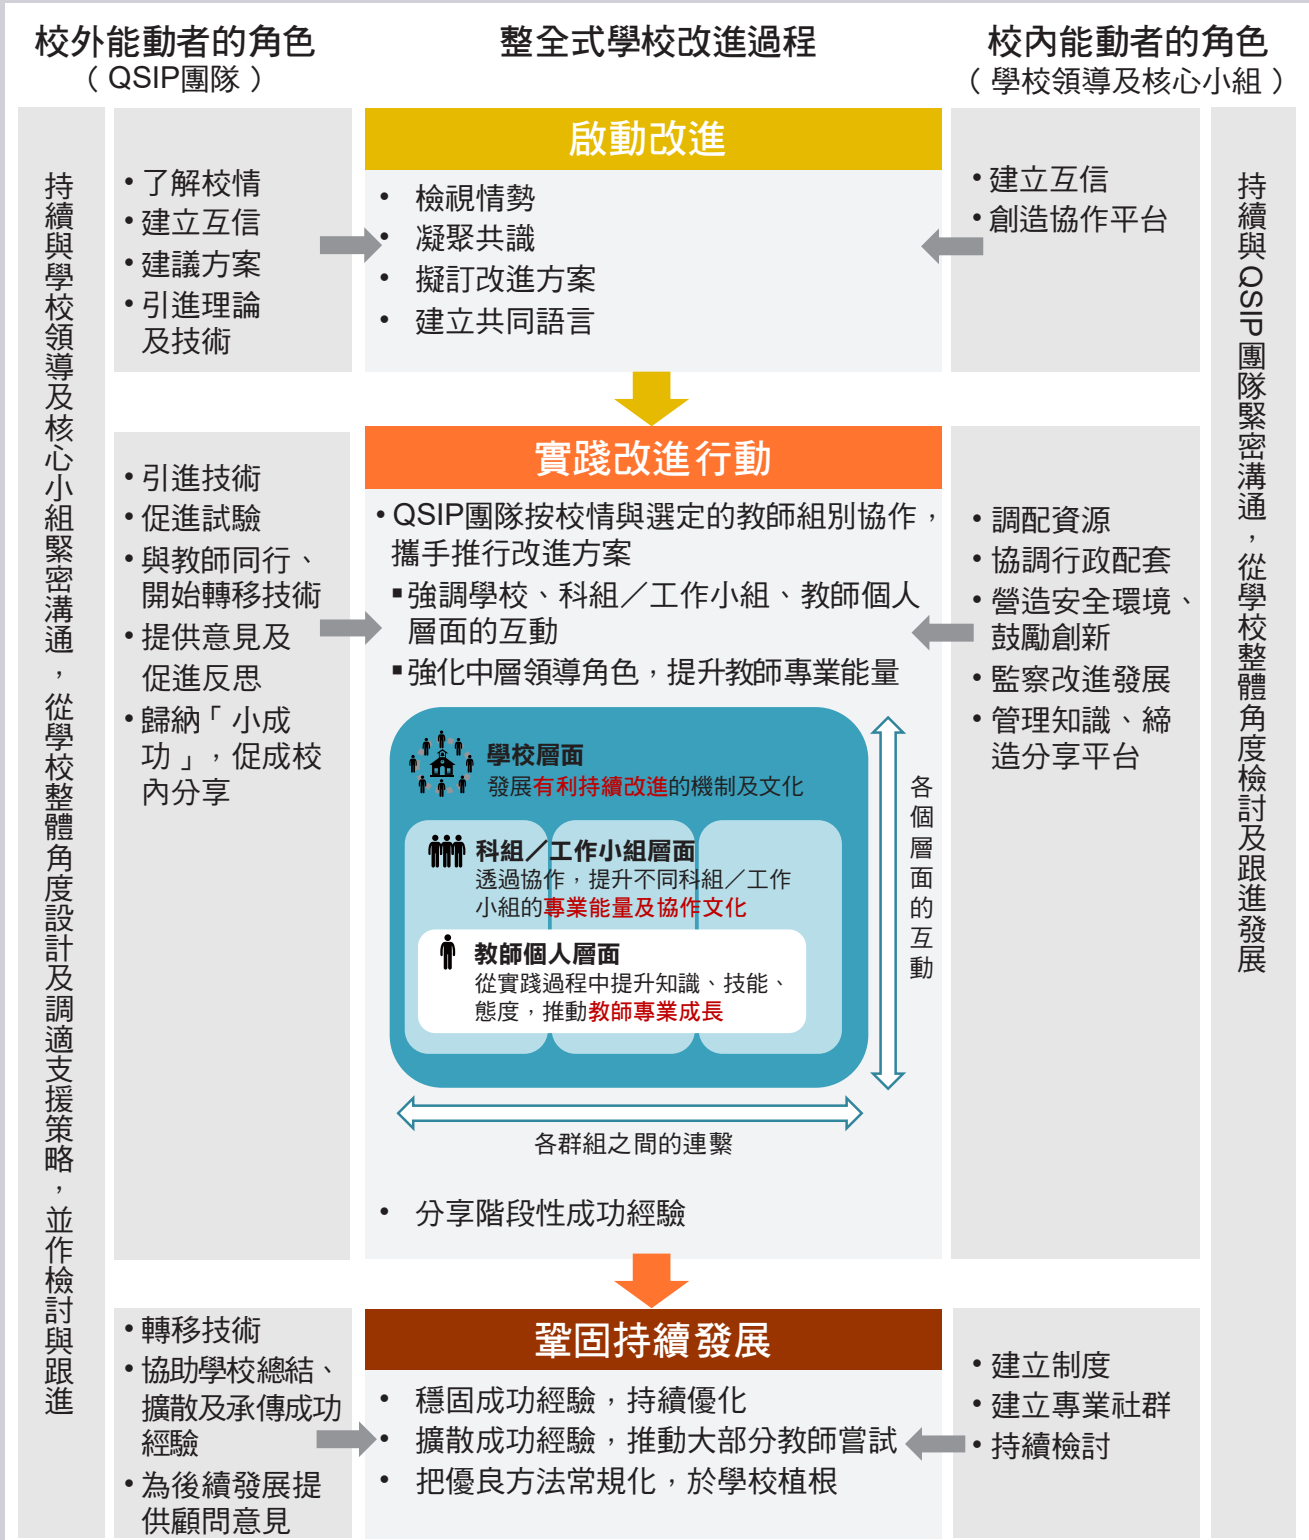 校外能動者的角色
（ QSIP團隊 ）
整全式學校改進過程
校內能動者的角色
（ 學校領導及核心小組 ）
持續與學校領導及核心小組緊密溝通，從學校整體角度設計及調適支援策略，並作檢討與跟進
• 了解校情
• 建立互信
• 建議方案
• 引進理論
及技術
啟動改進
• 檢視情勢
• 凝聚共識
• 擬訂改進方案
• 建立共同語言
• 建立互信
• 創造協作平台
持續與QSIP團隊緊密溝通，從學校整體角度檢討及跟進發展
• 引進技術
• 促進試驗
• 與教師同行、
開始轉移技術
• 提供意見及
促進反思
• 歸納「小成
功」，促成校
內分享
實踐改進行動
• QSIP團隊按校情與選定的教師組別協作，
攜手推行改進方案
▪ 強調學校、科組／工作小組、教師個人
層面的互動
▪ 強化中層領導角色，提升教師專業能量
學校層面
發展有利持續改進的機制及文化
科組／工作小組層面
透過協作，提升不同科組／工作
小組的專業能量及協作文化
教師個人層面
從實踐過程中提升知識、技能、
態度，推動教師專業成長
各個層面的互動
各群組之間的連繫
• 分享階段性成功經驗
• 調配資源
• 協調行政配套
• 營造安全環境、
鼓勵創新
• 監察改進發展
• 管理知識、締
造分享平台
• 轉移技術
• 協助學校總結、
擴散及承傳成功
經驗
• 為後續發展提
供顧問意見
鞏固持續發展
• 穩固成功經驗，持續優化
• 擴散成功經驗，推動大部分教師嘗試
• 把優良方法常規化，於學校植根
• 建立制度
• 建立專業社群
• 持續檢討